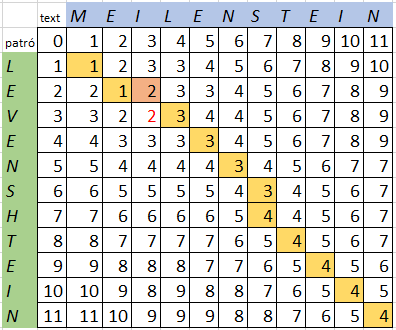 text M E I L E N S T E I N
patró 0 1 2 3 4 5 6 7 8 9 10 11
L 1 1 2 3 3 4 5 6 7 8 9 10
E 2 2 1 2 3 3 4 5 6 7 8 9
V 3 3 2 2 3 4 4 5 6 7 8 9
E 4 4 3 3 3 3 4 5 6 7 8 9
N 5 5 4 4 4 4 3 4 5 6 7 7
S 6 6 5 5 5 5 4 3 4 5 6 7
H 7 7 6 6 6 6 5 4 4 5 6 7
T 8 8 7 7 7 7 6 5 4 5 6 7
E 9 9 8 8 8 7 7 6 5 4 5 6
I 10 10 9 8 9 8 8 7 6 5 4 5
N 11 11 10 9 9 9 8 8 7 6 5 4